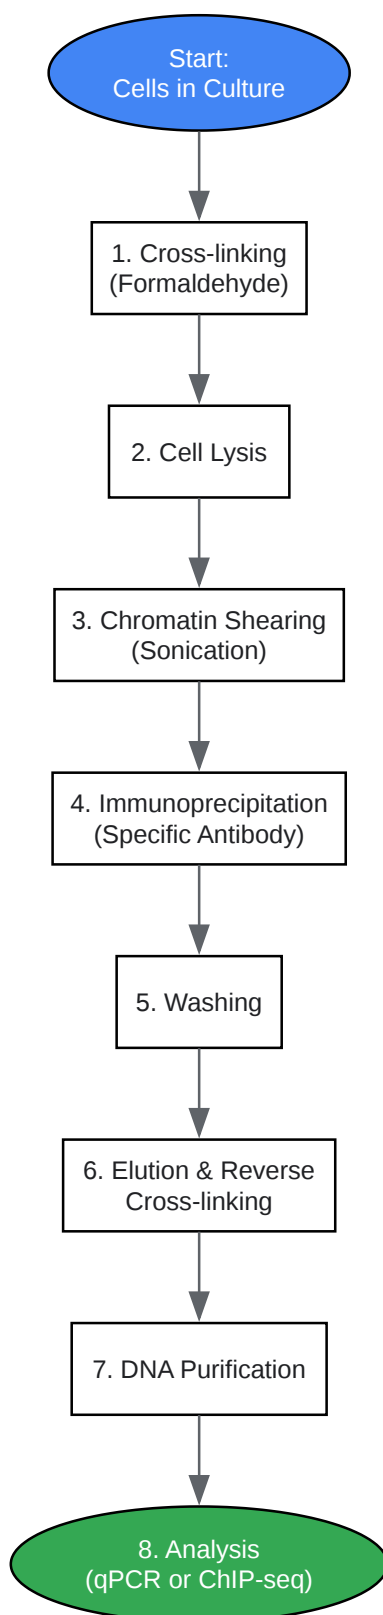 Start:
Cells in Culture
1. Cross-linking
(Formaldehyde)
2. Cell Lysis
3. Chromatin Shearing
(Sonication)
4. Immunoprecipitation
(Specific Antibody)
5. Washing
6. Elution & Reverse
Cross-linking
7. DNA Purification
8. Analysis
(qPCR or ChIP-seq)